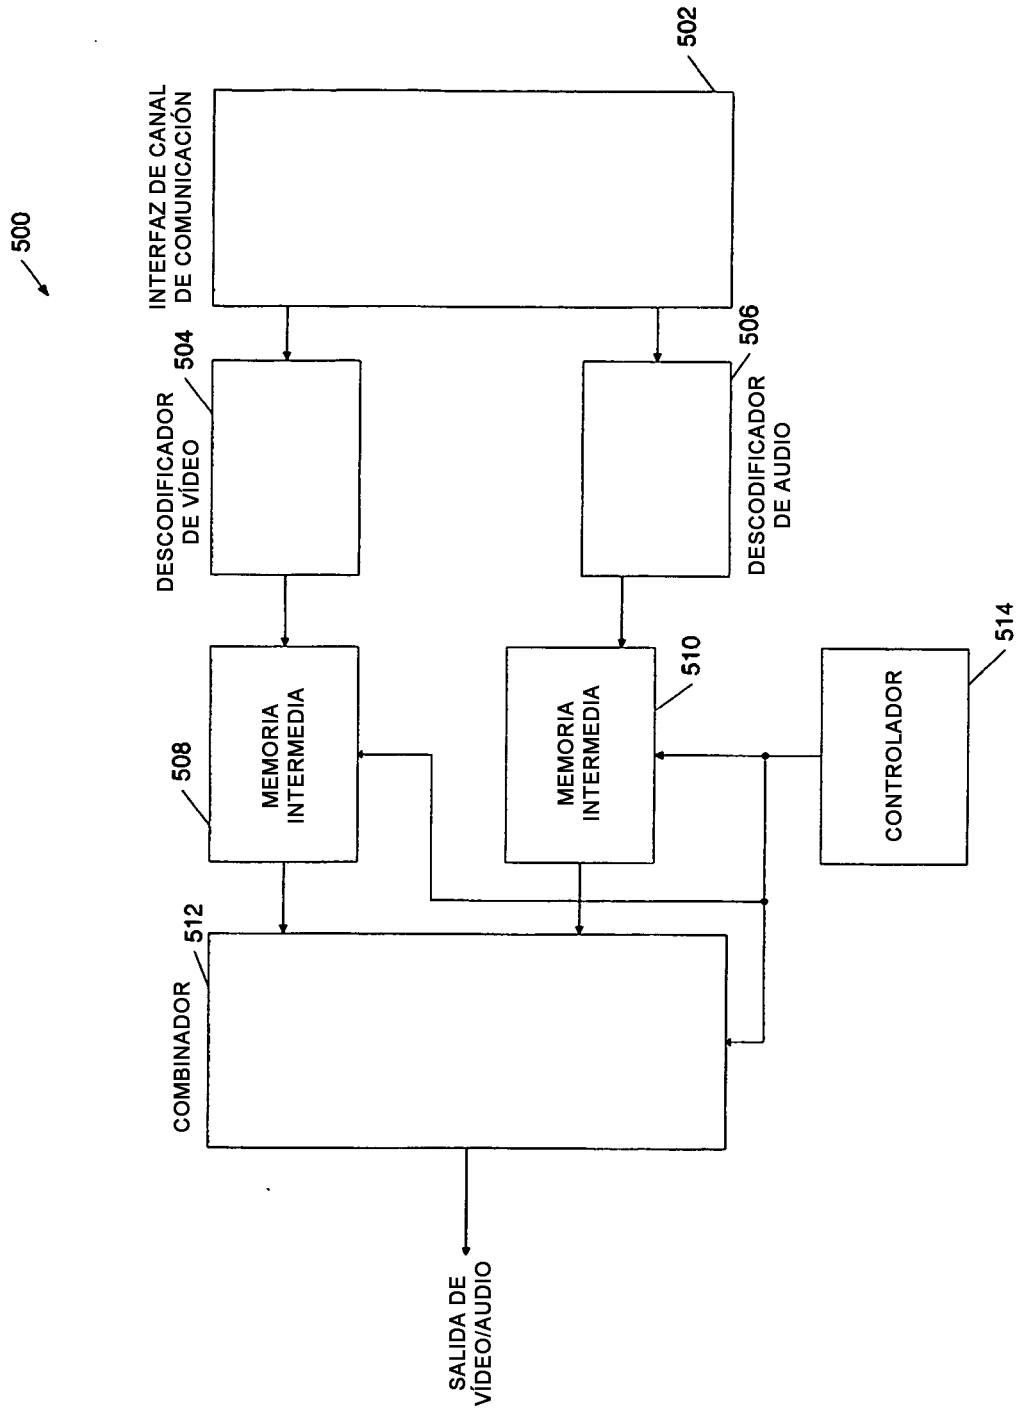 500
INTERFAZ DE CANAL
DE COMUNICACIÓN
502
504
DESCODIFICADOR
DE VÍDEO
506
DESCODIFICADOR
DE AUDIO
508
MEMORIA
INTERMEDIA
510
MEMORIA
INTERMEDIA
514
CONTROLADOR
512
COMBINADOR
SALIDA DE
VÍDEO/AUDIO